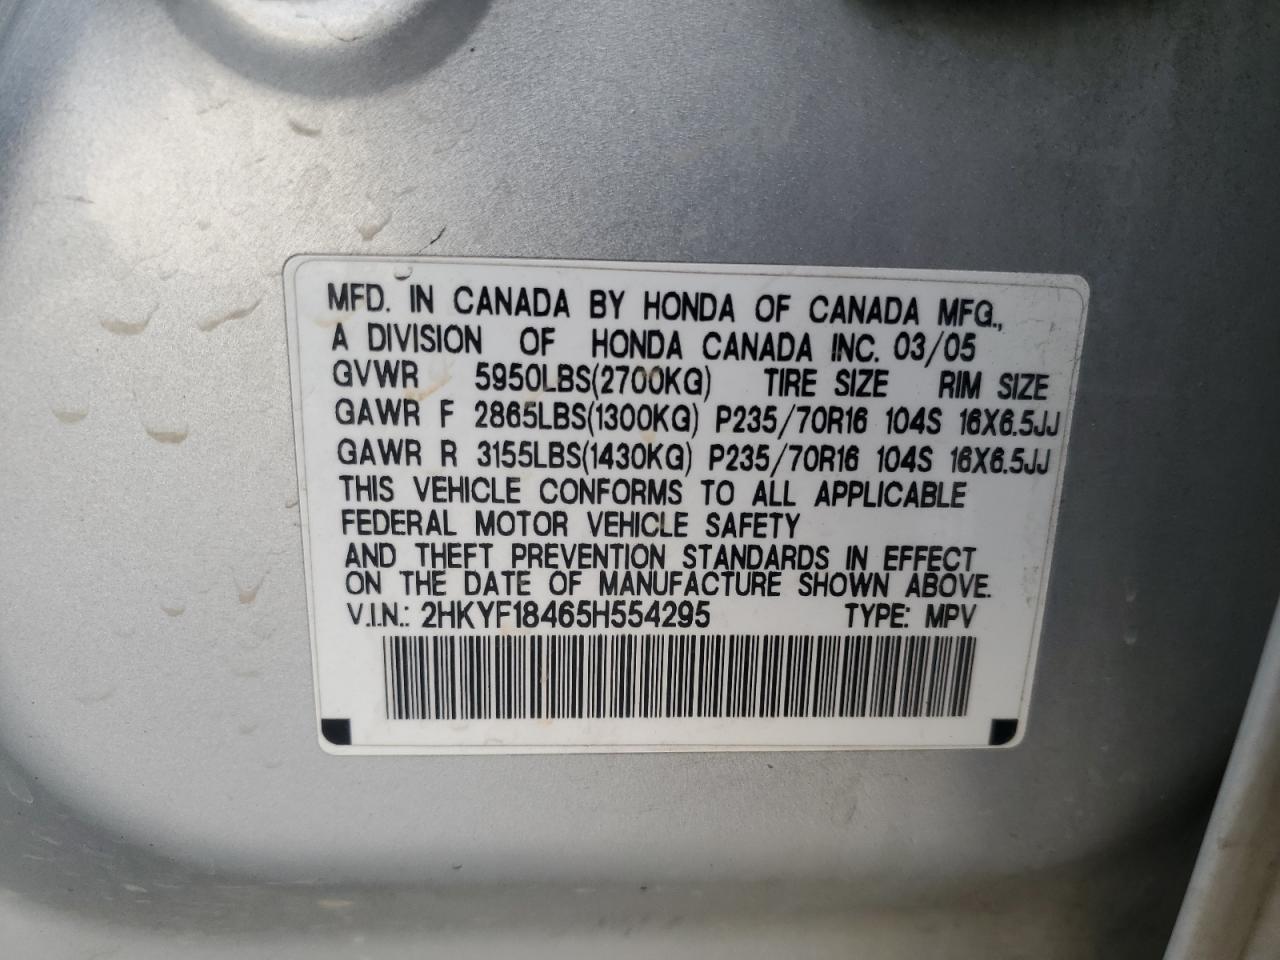 MFD. IN CANADA BY HONDA OF CANADA MFG.,
A DIVISION OF HONDA CANADA INC. 03/05
GVWR 5950LBS(2700KG) TIRE SIZE RIM SIZE
GAWR F 2865LBS(1300KG) P235/70R16 104S 16X6.5JJ
GAWR R 3155LBS(1430KG) P235/70R16 104S 16X6.5JJ
THIS VEHICLE CONFORMS TO ALL APPLICABLE
FEDERAL MOTOR VEHICLE SAFETY
AND THEFT PREVENTION STANDARDS IN EFFECT
ON THE DATE OF MANUFACTURE SHOWN ABOVE.
V.I.N.: 2HKYF18465H554295 TYPE: MPV